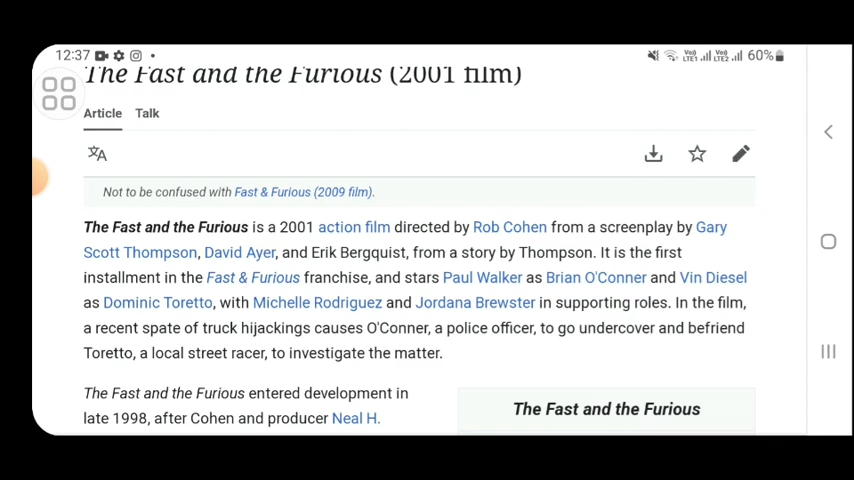 12:37 60%
The Fast and the Furious (2001 film)
Article Talk
Not to be confused with Fast & Furious (2009 film).
The Fast and the Furious is a 2001 action film directed by Rob Cohen from a screenplay by Gary
Scott Thompson, David Ayer, and Erik Bergquist, from a story by Thompson. It is the first
installment in the Fast & Furious franchise, and stars Paul Walker as Brian O'Conner and Vin Diesel
as Dominic Toretto, with Michelle Rodriguez and Jordana Brewster in supporting roles. In the film,
a recent spate of truck hijackings causes O'Conner, a police officer, to go undercover and befriend
Toretto, a local street racer, to investigate the matter.
The Fast and the Furious entered development in
late 1998, after Cohen and producer Neal H.
The Fast and the Furious